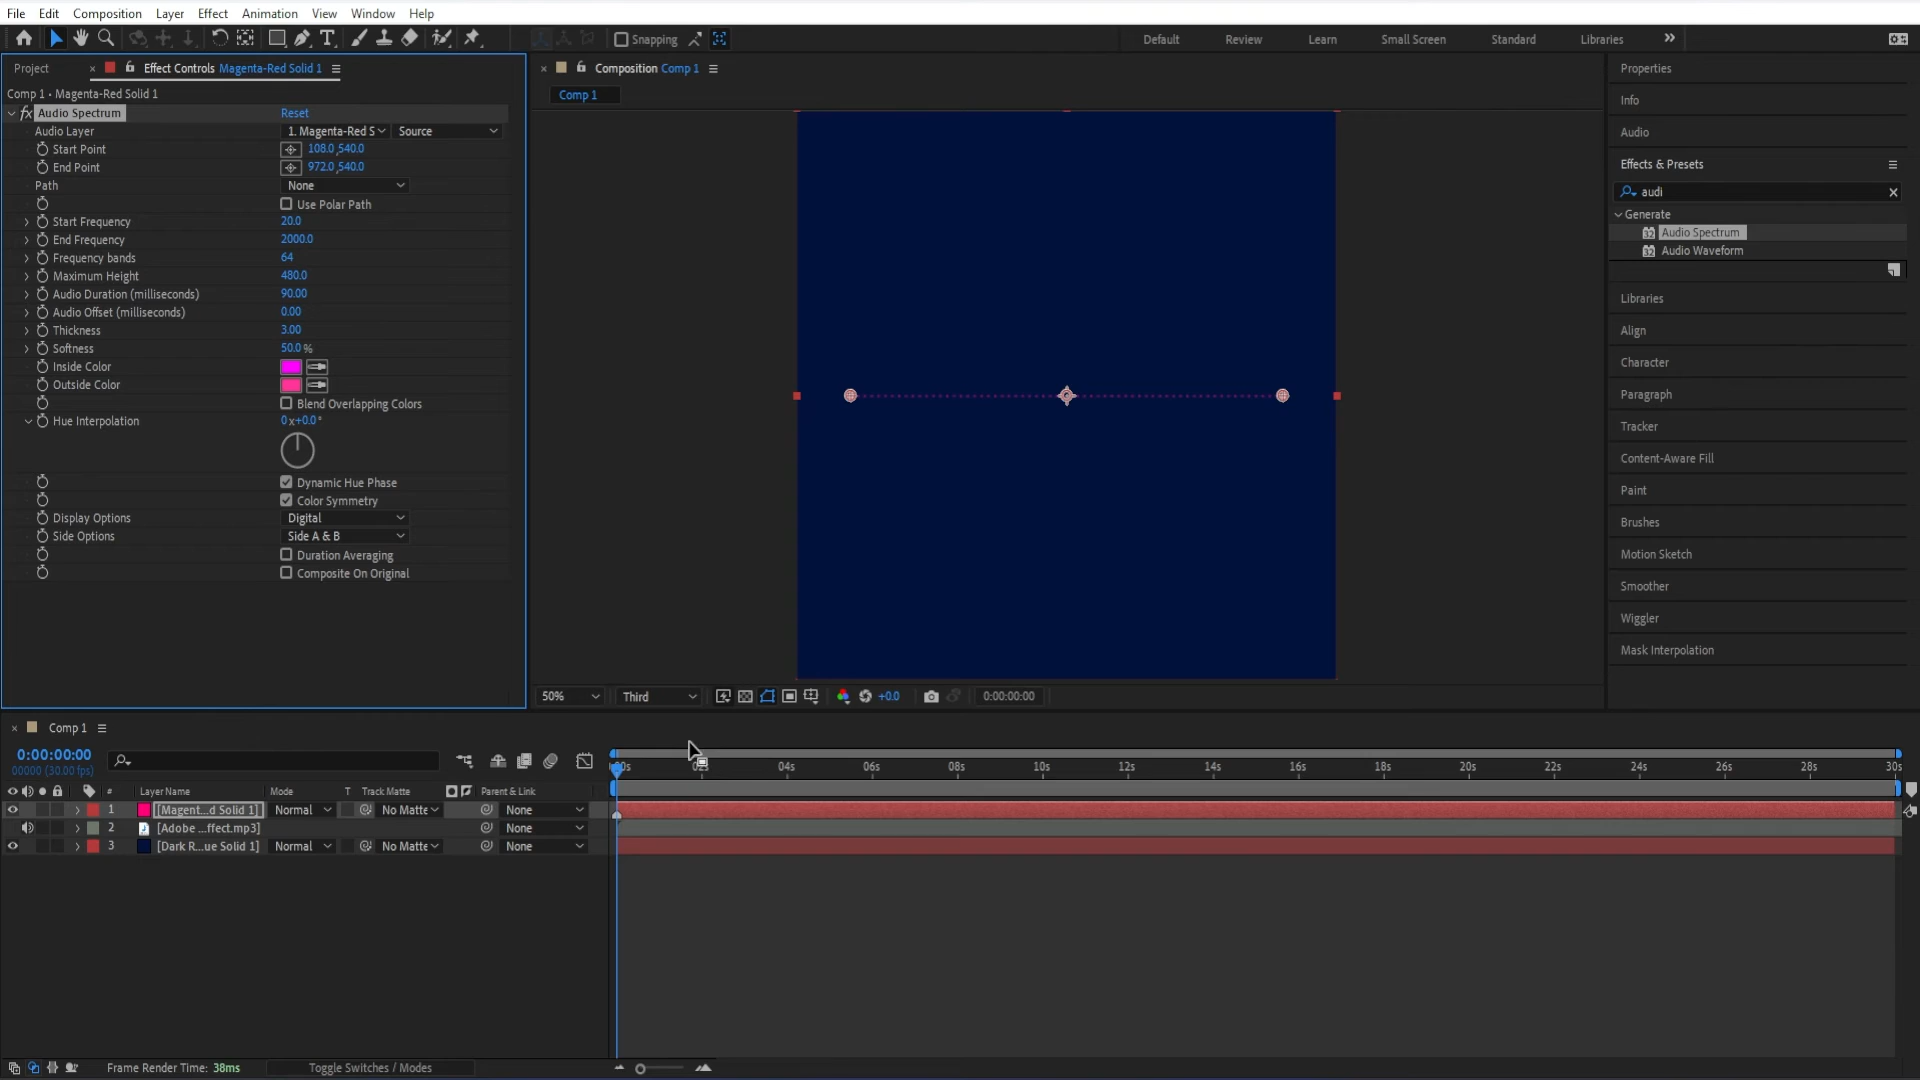 File Edit Composition Layer Effect Animation View Window Help
Snapping Default Review Learn Small Screen Standard Libraries
Project × Effect Controls Magenta-Red Solid 1
Comp 1 • Magenta-Red Solid 1
fx Audio Spectrum Reset
Audio Layer 1. Magenta-Red S Source
Start Point 108.0,540.0
End Point 972.0,540.0
Path None
Use Polar Path
Start Frequency 20.0
End Frequency 2000.0
Frequency bands 64
Maximum Height 480.0
Audio Duration (milliseconds) 90.00
Audio Offset (milliseconds) 0.00
Thickness 3.00
Softness 50.0 %
Inside Color
Outside Color
Blend Overlapping Colors
Hue Interpolation 0x+0.0°
Dynamic Hue Phase
Color Symmetry
Display Options Digital
Side Options Side A & B
Duration Averaging
Composite On Original
× Composition Comp 1
Comp 1
50% Third +0.0 0:00:00:00
Properties
Info
Audio
Effects & Presets
audi ×
Generate
32 Audio Spectrum
32 Audio Waveform
Libraries
Align
Character
Paragraph
Tracker
Content-Aware Fill
Paint
Brushes
Motion Sketch
Smoother
Wiggler
Mask Interpolation
× Comp 1
0:00:00:00
00000 (30.00 fps)
04s 06s 08s 10s 12s 14s 16s 18s 20s 22s 24s 26s 28s 30s
# Layer Name Mode T Track Matte Parent & Link
1 [Magent...d Solid 1] Normal No Matte None
2 [Adobe ...ffect.mp3] None
3 [Dark R...ue Solid 1] Normal No Matte None
Frame Render Time: 38ms Toggle Switches / Modes